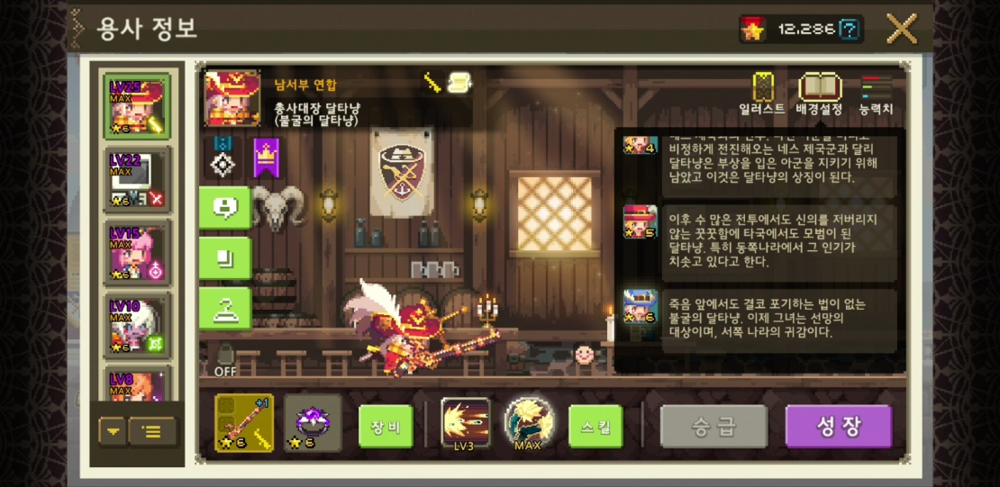 용사 정보
12,286
?
LV25
MAX
6
LV22
MAX
6
LV15
MAX
6
LV10
MAX
6
LV8
MAX
남서부 연합
총사대장 달타냥
(불굴의 달타냥)
일러스트
배경설정
능력치
4
비정하게 전진해오는 네스 제국군과 달리
달타냥은 부상을 입은 아군을 지키기 위해
남았고 이것은 달타냥의 상징이 된다.
5
이후 수 많은 전투에서도 신의를 저버리지
않는 꿋꿋함에 타국에서도 모범이 된
달타냥. 특히 동쪽나라에서 그 인기가
치솟고 있다고 한다.
6
죽음 앞에서도 결코 포기하는 법이 없는
불굴의 달타냥. 이제 그녀는 선망의
대상이며, 서쪽 나라의 귀감이다.
OFF
+1
6
6
장비
LV3
MAX
스킬
승급
성장